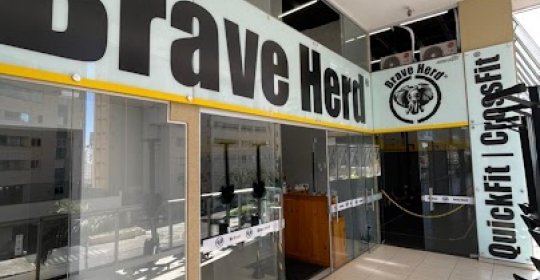 Brave Herd®
Brave Herd
QuickFit | CrossFit®